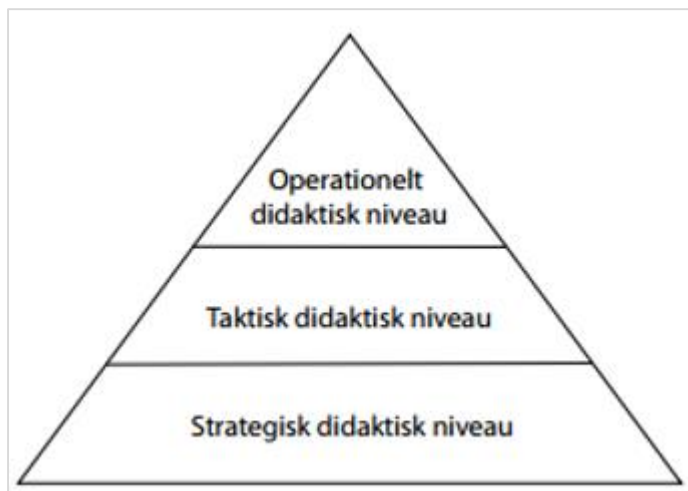 Operationelt
didaktisk niveau
Taktisk didaktisk niveau
Strategisk didaktisk niveau